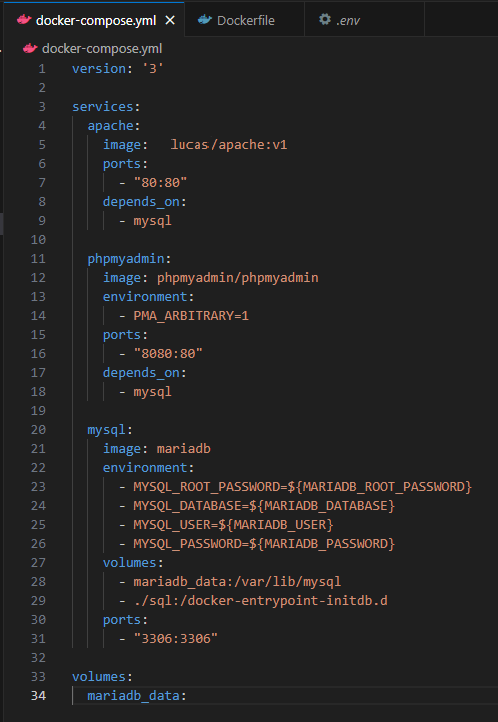 docker-compose.yml Dockerfile .env
docker-compose.yml
1 version: '3'
2
3 services:
4 apache:
5 image: lucas/apache:v1
6 ports:
7 - "80:80"
8 depends_on:
9 - mysql
10
11 phpmyadmin:
12 image: phpmyadmin/phpmyadmin
13 environment:
14 - PMA_ARBITRARY=1
15 ports:
16 - "8080:80"
17 depends_on:
18 - mysql
19
20 mysql:
21 image: mariadb
22 environment:
23 - MYSQL_ROOT_PASSWORD=${MARIADB_ROOT_PASSWORD}
24 - MYSQL_DATABASE=${MARIADB_DATABASE}
25 - MYSQL_USER=${MARIADB_USER}
26 - MYSQL_PASSWORD=${MARIADB_PASSWORD}
27 volumes:
28 - mariadb_data:/var/lib/mysql
29 - ./sql:/docker-entrypoint-initdb.d
30 ports:
31 - "3306:3306"
32
33 volumes:
34 mariadb_data: